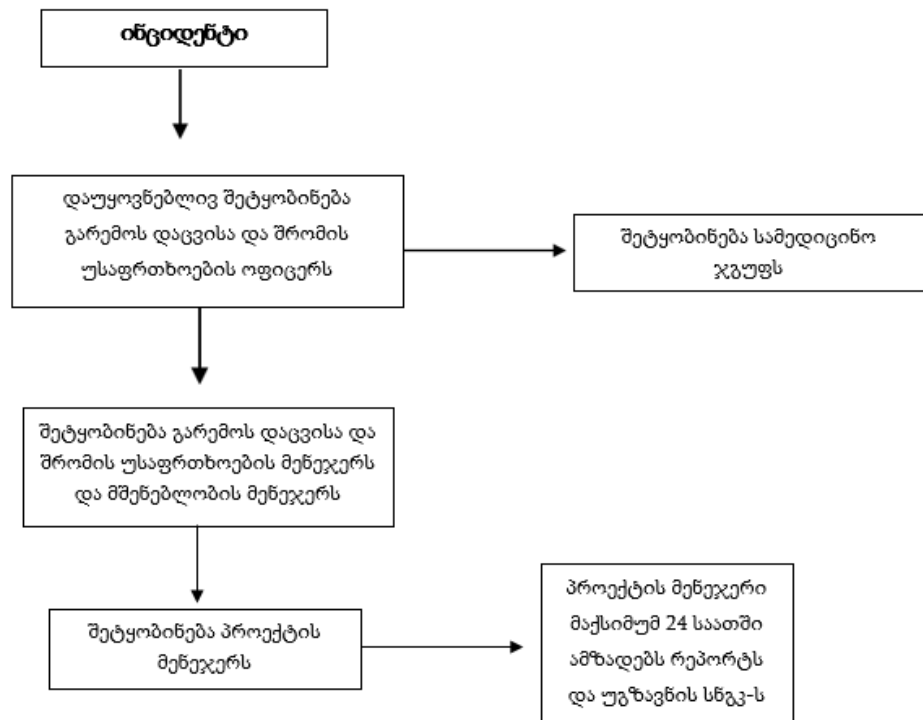 ინციდენტი
დაუყოვნებლივ შეტყობინება
გარემოს დაცვისა და შრომის
უსაფრთხოების ოფიცერს
შეტყობინება სამედიცინო
ჯგუფს
შეტყობინება გარემოს დაცვისა და
შრომის უსაფრთხოების მენეჯერს
და მშენებლობის მენეჯერს
შეტყობინება პროექტის
მენეჯერს
პროექტის მენეჯერი
მაქსიმუმ 24 საათში
ამზადებს რეპორტს
და უგზავნის სნგკ-ს